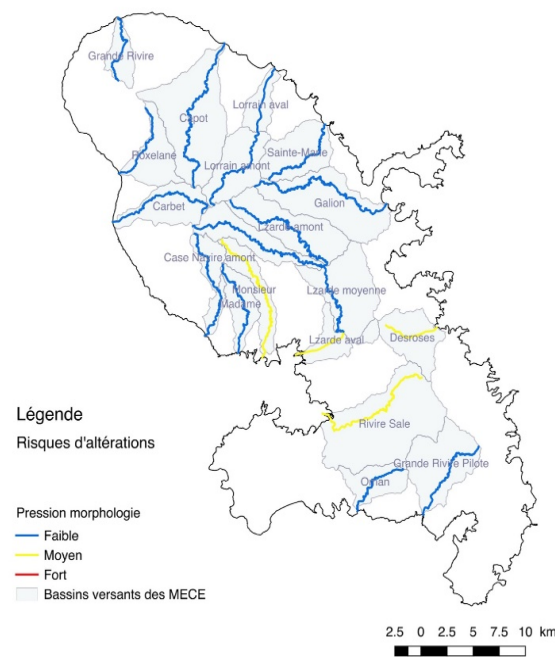 Grande Rivire
Capot
Lorrain aval
Roxelane
Lorrain amont
Sainte-Marie
Carbet
Galion
Lzarde amont
Case Navire amont
Monsieur
Madame
Lzarde moyenne
Lzarde aval
Desroses
Rivire Sale
Grande Rivire Pilote
Oman
Légende
Risques d'altérations
Pression morphologie
Faible
Moyen
Fort
Bassins versants des MECE
2.5 0 2.5 5 7.5 10 km